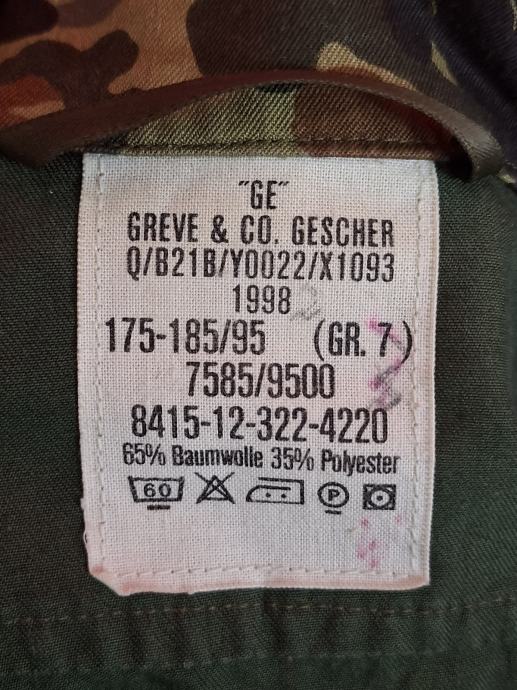 "GE"
GREVE & CO. GESCHER
Q/B21B/Y0022/X1093
1998
175-185/95 (GR. 7)
7585/9500
8415-12-322-4220
65% Baumwolle 35% Polyester
60 P